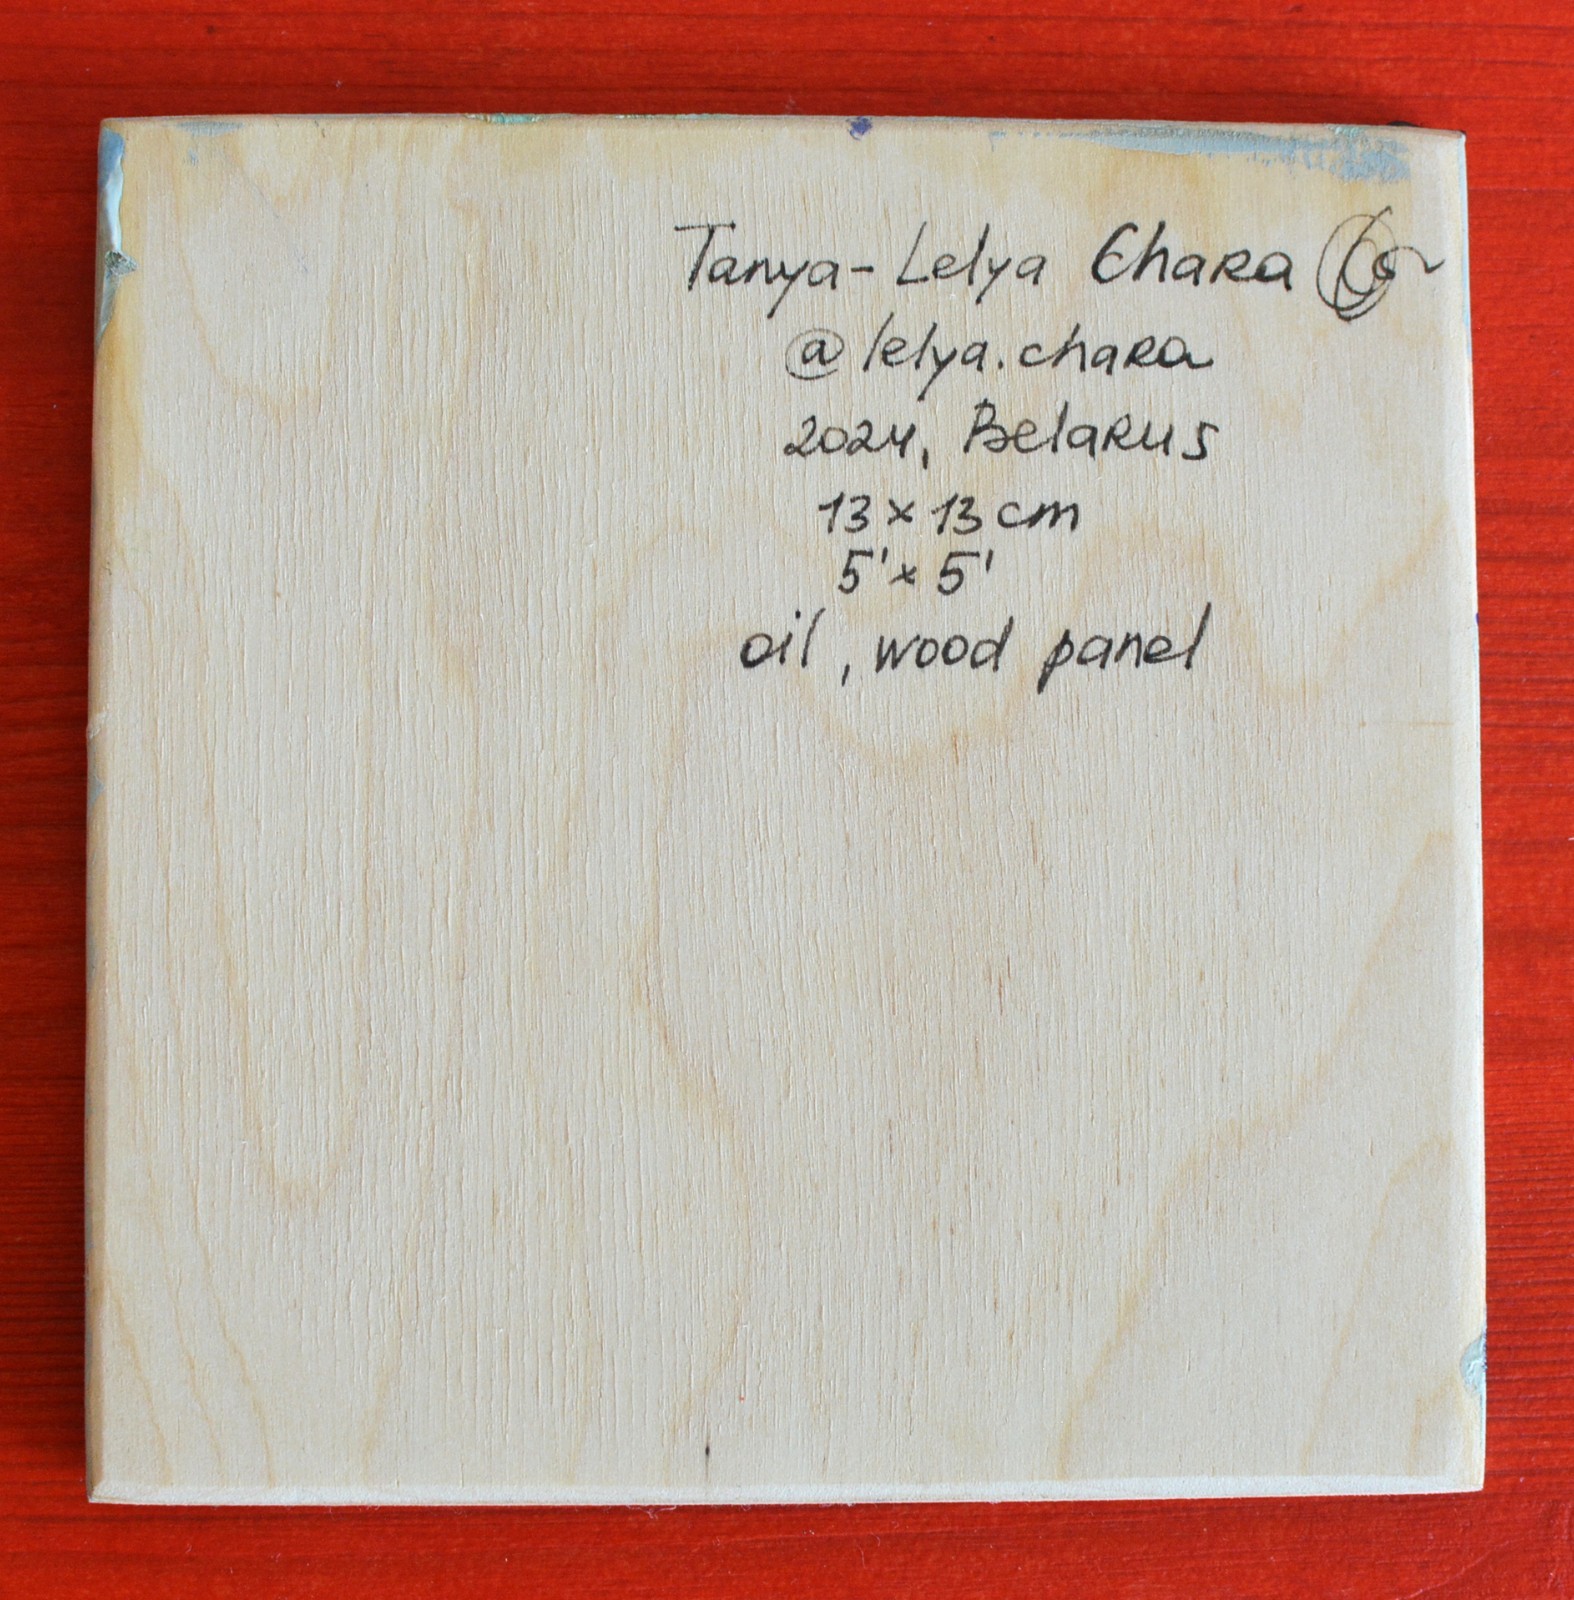 Tanya-Lelya Chara
@lelya.chara
2024, Belarus
13 x 13 cm
5' x 5'
oil, wood panel